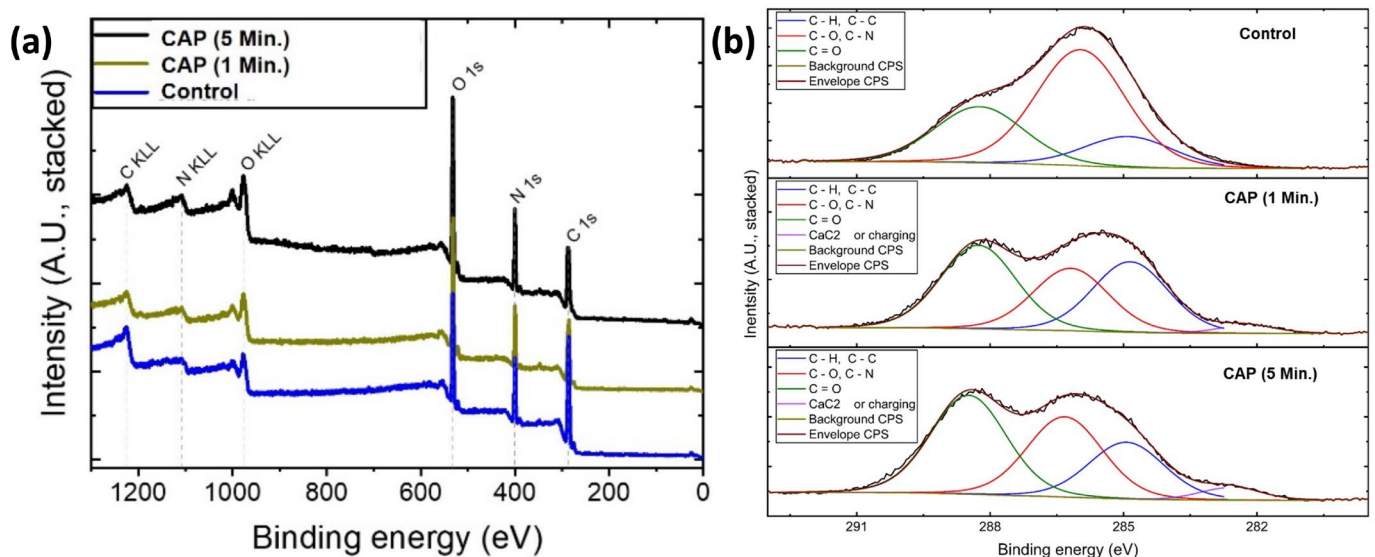 (a)
CAP (5 Min.)
CAP (1 Min.)
Control
C KLL
N KLL
O KLL
O 1s
N 1s
C 1s
Intensity (A.U., stacked)
1200 1000 800 600 400 200 0
Binding energy (eV)
(b)
C - H, C - C
C - O, C - N
C = O
Background CPS
Envelope CPS
Control
C - H, C - C
C - O, C - N
C = O
CaC2 or charging
Background CPS
Envelope CPS
CAP (1 Min.)
C - H, C - C
C - O, C - N
C = O
CaC2 or charging
Background CPS
Envelope CPS
CAP (5 Min.)
Inentsity (A.U., stacked)
291 288 285 282
Binding energy (eV)